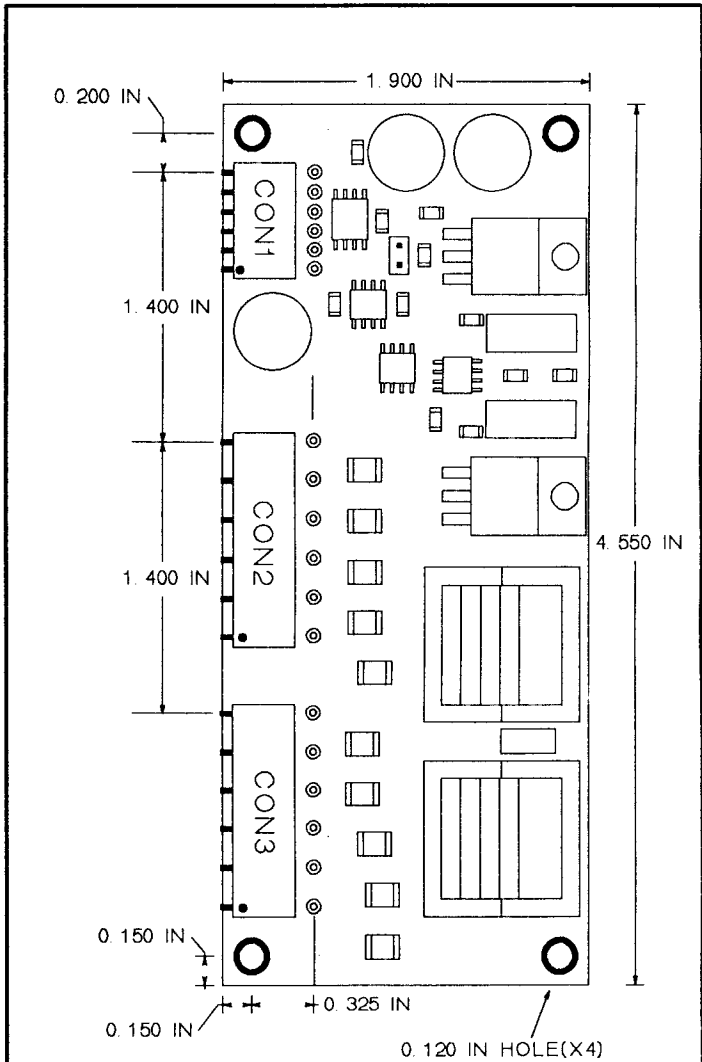 1. 900 IN
0. 200 IN
CON1
1. 400 IN
CON2
4. 550 IN
1. 400 IN
CON3
0. 150 IN
0. 325 IN
0. 150 IN
0. 120 IN HOLE(X4)